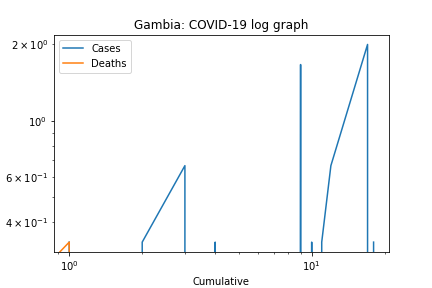 Gambia: COVID-19 log graph
Cases
Deaths
2 × 10⁰
10⁰
6 × 10⁻¹
4 × 10⁻¹
10⁰ 10¹
Cumulative